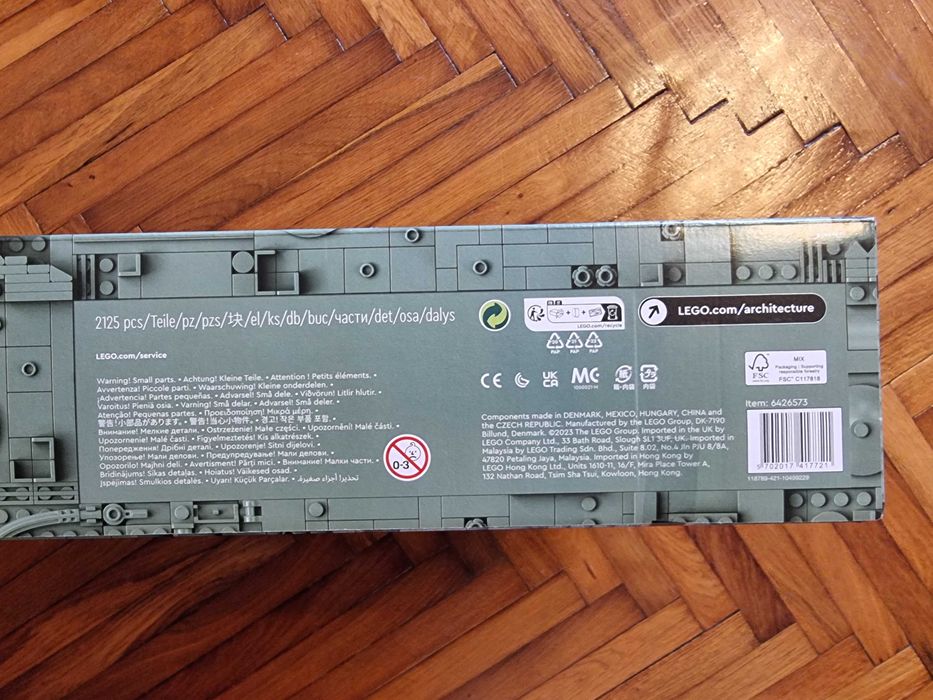 2125 pcs/Teile/pz/pzs/块/el/ks/db/buc/части/det/osa/dalys
LEGO.com/service
Warning! Small parts. • Achtung! Kleine Teile. • Attention ! Petits éléments. •
Avvertenza! Piccole parti. • Waarschuwing! Kleine onderdelen. •
¡Advertencia! Partes pequeñas. • Advarsel! Små dele. • Viðvörun! Litlir hlutir. •
Varoitus! Pieniä osia. • Varning! Små delar. • Advarsel! Små deler. •
Atenção! Pequenas partes. • Προειδοποίηση! Μικρά μέρη. •
警告！小部品があります。• 警告！当心小物件。• 경고! 작은 부품 포함. •
Внимание! Мелкие детали. • Ostrzeżenie! Małe części. • Upozornění! Malé části. •
Upozornenie! Malé časti. • Figyelmeztetés! Kis alkatrészek. •
Попередження! Дрібні деталі. • Upozorenje! Sitni dijelovi. •
Упозорење! Мали делови. • Предупредување! Мали делови. •
Opozorilo! Majhni deli. • Avertisment! Părți mici. • Внимание! Малки части. •
Brīdinājums! Sīkas detaļas. • Hoiatus! Väikesed osad. •
Įspėjimas! Smulkios detalės. • Uyarı! Küçük Parçalar. • تحذير! أجزاء صغيرة.
0-3
LEGO.com/recycle
LEGO.com/architecture
CE
UK
CA
Components made in DENMARK, MEXICO, HUNGARY, CHINA and
the CZECH REPUBLIC. Manufactured by the LEGO Group, DK-7190
Billund, Denmark. ©2023 The LEGO Group. Imported in the UK by
LEGO Company Ltd., 33 Bath Road, Slough SL1 3UF, UK. Imported in
Malaysia by LEGO Trading Sdn. Bhd., Suite 8.02, No.4 Jln PJU 8/8A,
47820 Petaling Jaya, Malaysia. Imported in Hong Kong by
LEGO Hong Kong Ltd., Units 1610-11, 16/F, Mira Place Tower A,
132 Nathan Road, Tsim Sha Tsui, Kowloon, Hong Kong.
FSC
MIX
Packaging | Supporting
responsible forestry
FSC® C117818
Item: 6426573
5 702017 417721
118789-421-10499229